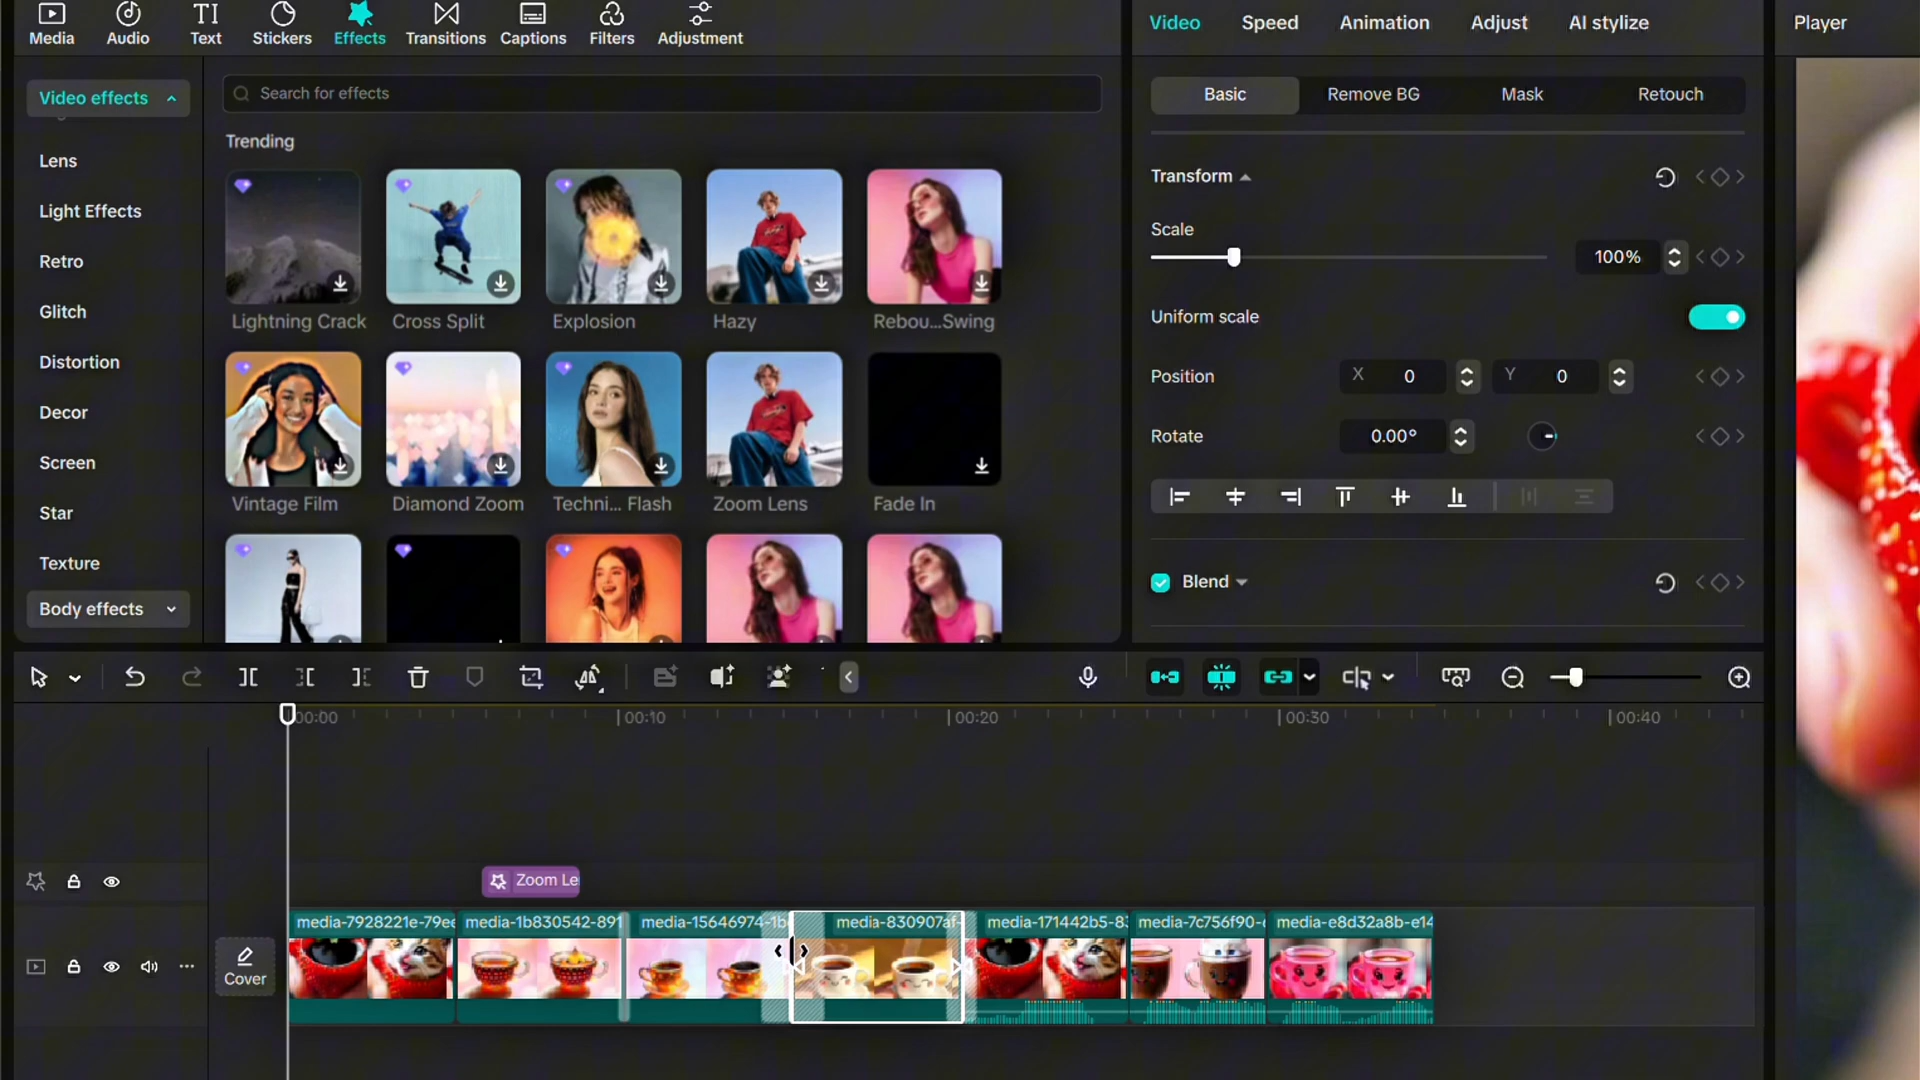 Media Audio Text Stickers Effects Transitions Captions Filters Adjustment
Video effects
Lens
Light Effects
Retro
Glitch
Distortion
Decor
Screen
Star
Texture
Body effects
Search for effects
Trending
Lightning Crack Cross Split Explosion Hazy Rebou...Swing
Vintage Film Diamond Zoom Techni... Flash Zoom Lens Fade In
Video Speed Animation Adjust AI stylize
Basic Remove BG Mask Retouch
Transform
Scale
100%
Uniform scale
Position X 0 Y 0
Rotate 0.00°
Blend
Player
00:00 00:10 00:20 00:30 00:40
Zoom Le
Cover
media-7928221e-79ee media-1b830542-891 media-15646974-1b media-830907af- media-171442b5-83 media-7c756f90- media-e8d32a8b-e14